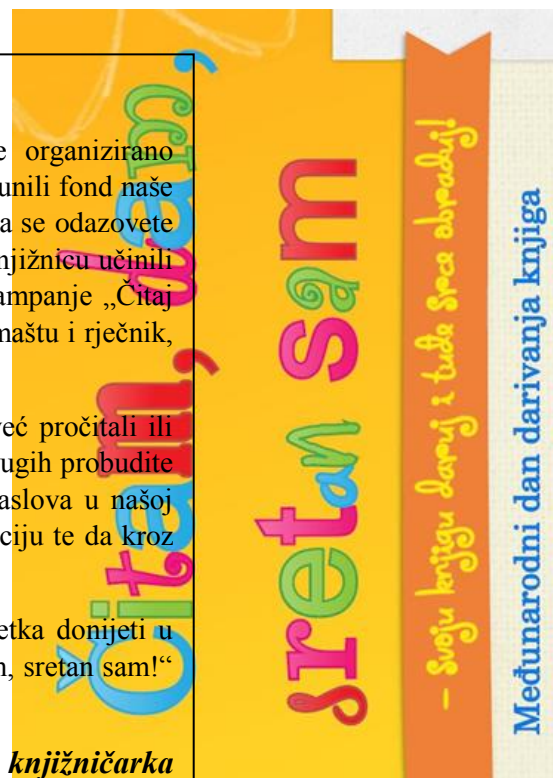 e organizirano
unili fond naše
a se odazovete
njižnicu učinili
ampanje „Čitaj
maštu i rječnik,
već pročitali ili
rugih probudite
aslova u našoj
ciju te da kroz
etka donijeti u
m, sretan sam!“
knjižničarka
Čitam, dam,
sretan sam
– Svoju knjigu daruj i tuđe srce obraduj!
Međunarodni dan darivanja knjiga